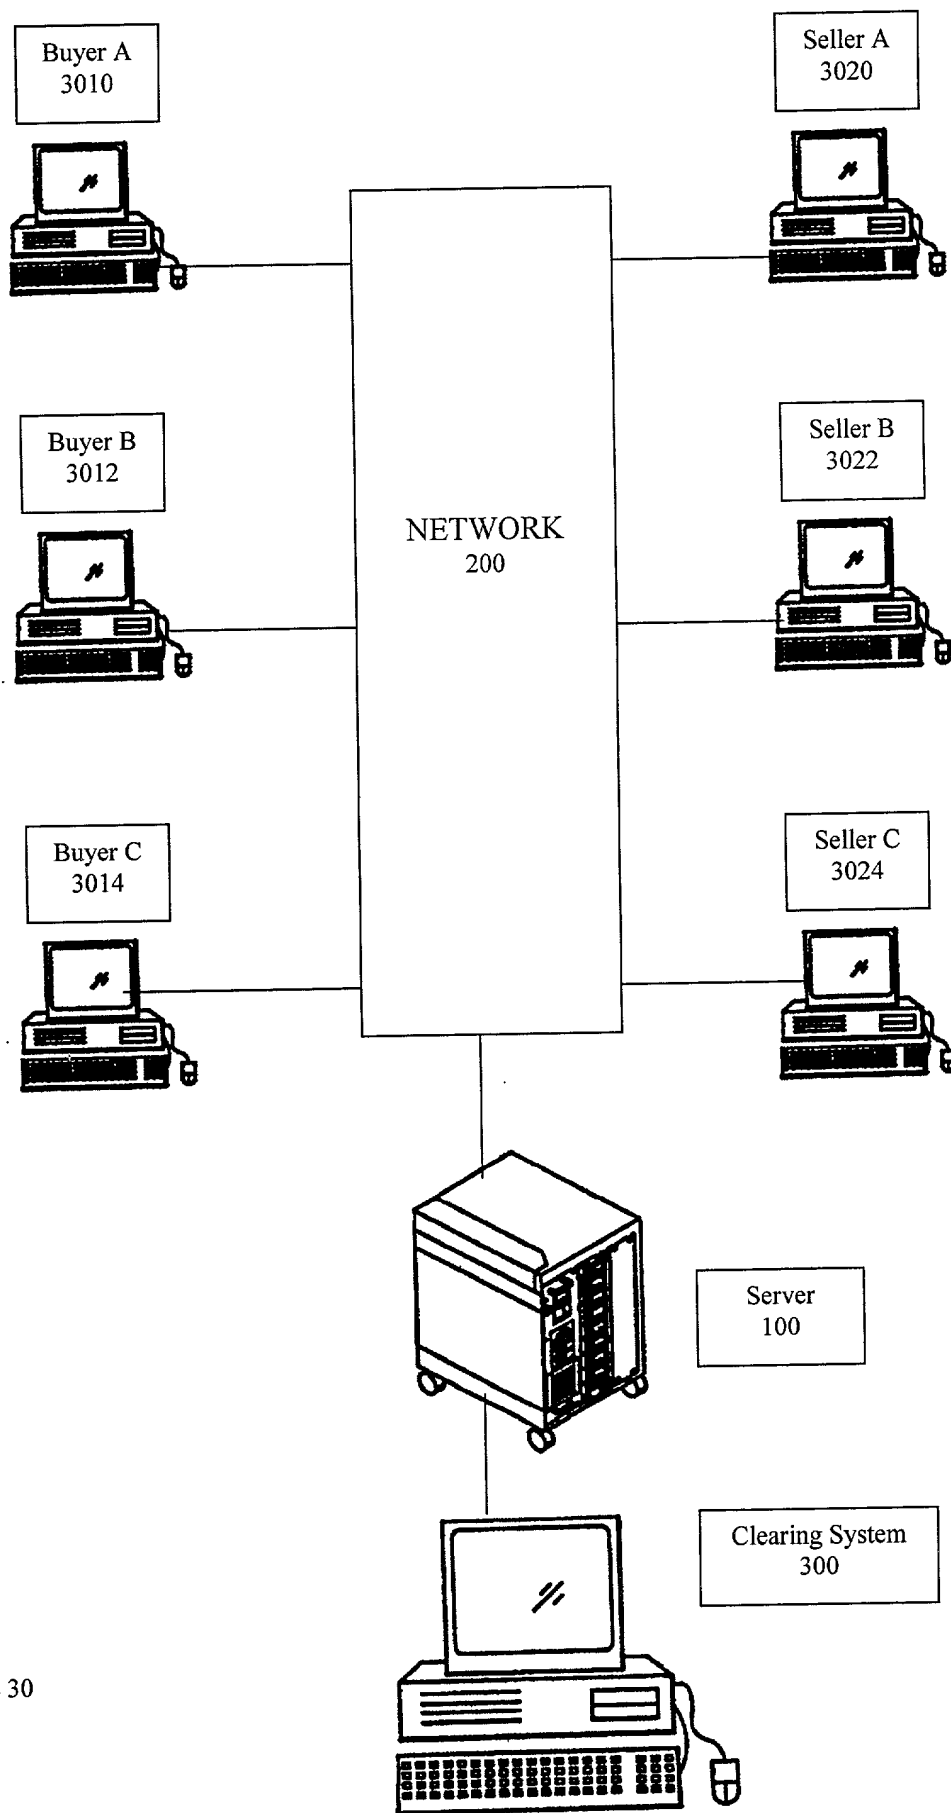 Buyer A
3010
Seller A
3020
Buyer B
3012
Seller B
3022
NETWORK
200
Buyer C
3014
Seller C
3024
Server
100
Clearing System
300
30